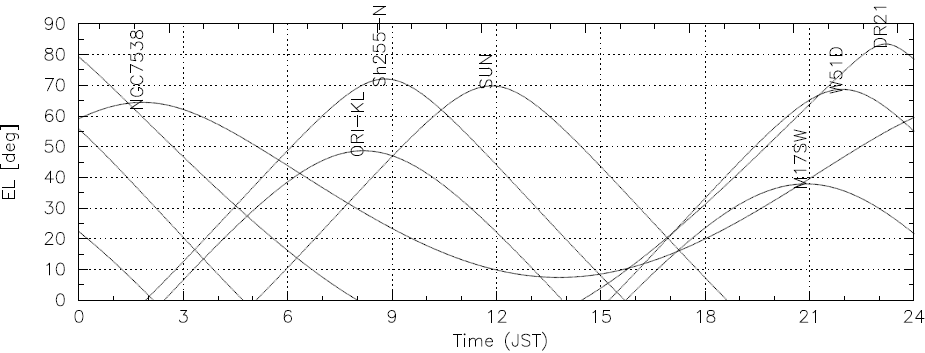 90
80
70
60
50
40
30
20
10
0
EL [deg]
NGC7538
ORI-KL
Sh255-N
SUN
M17SW
W51D
DR21
0 3 6 9 12 15 18 21 24
Time (JST)